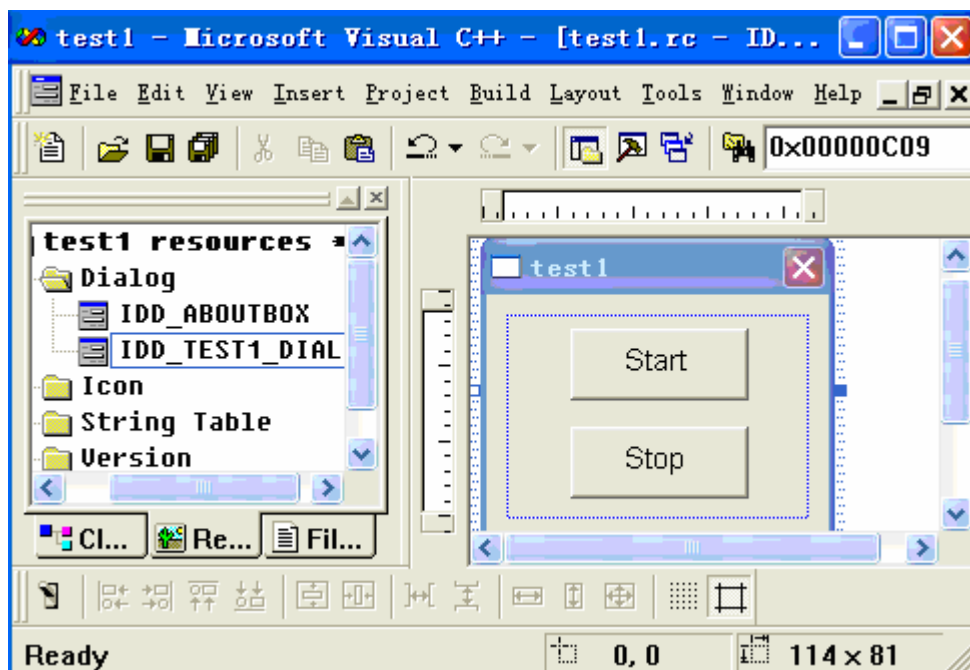 test1 - Microsoft Visual C++ - [test1.rc - ID...
File Edit View Insert Project Build Layout Tools Window Help
0x00000C09
test1 resources
Dialog
IDD_ABOUTBOX
IDD_TEST1_DIAL
Icon
String Table
Version
Cl... Re... Fil...
test1
Start
Stop
Ready
0, 0
114 × 81